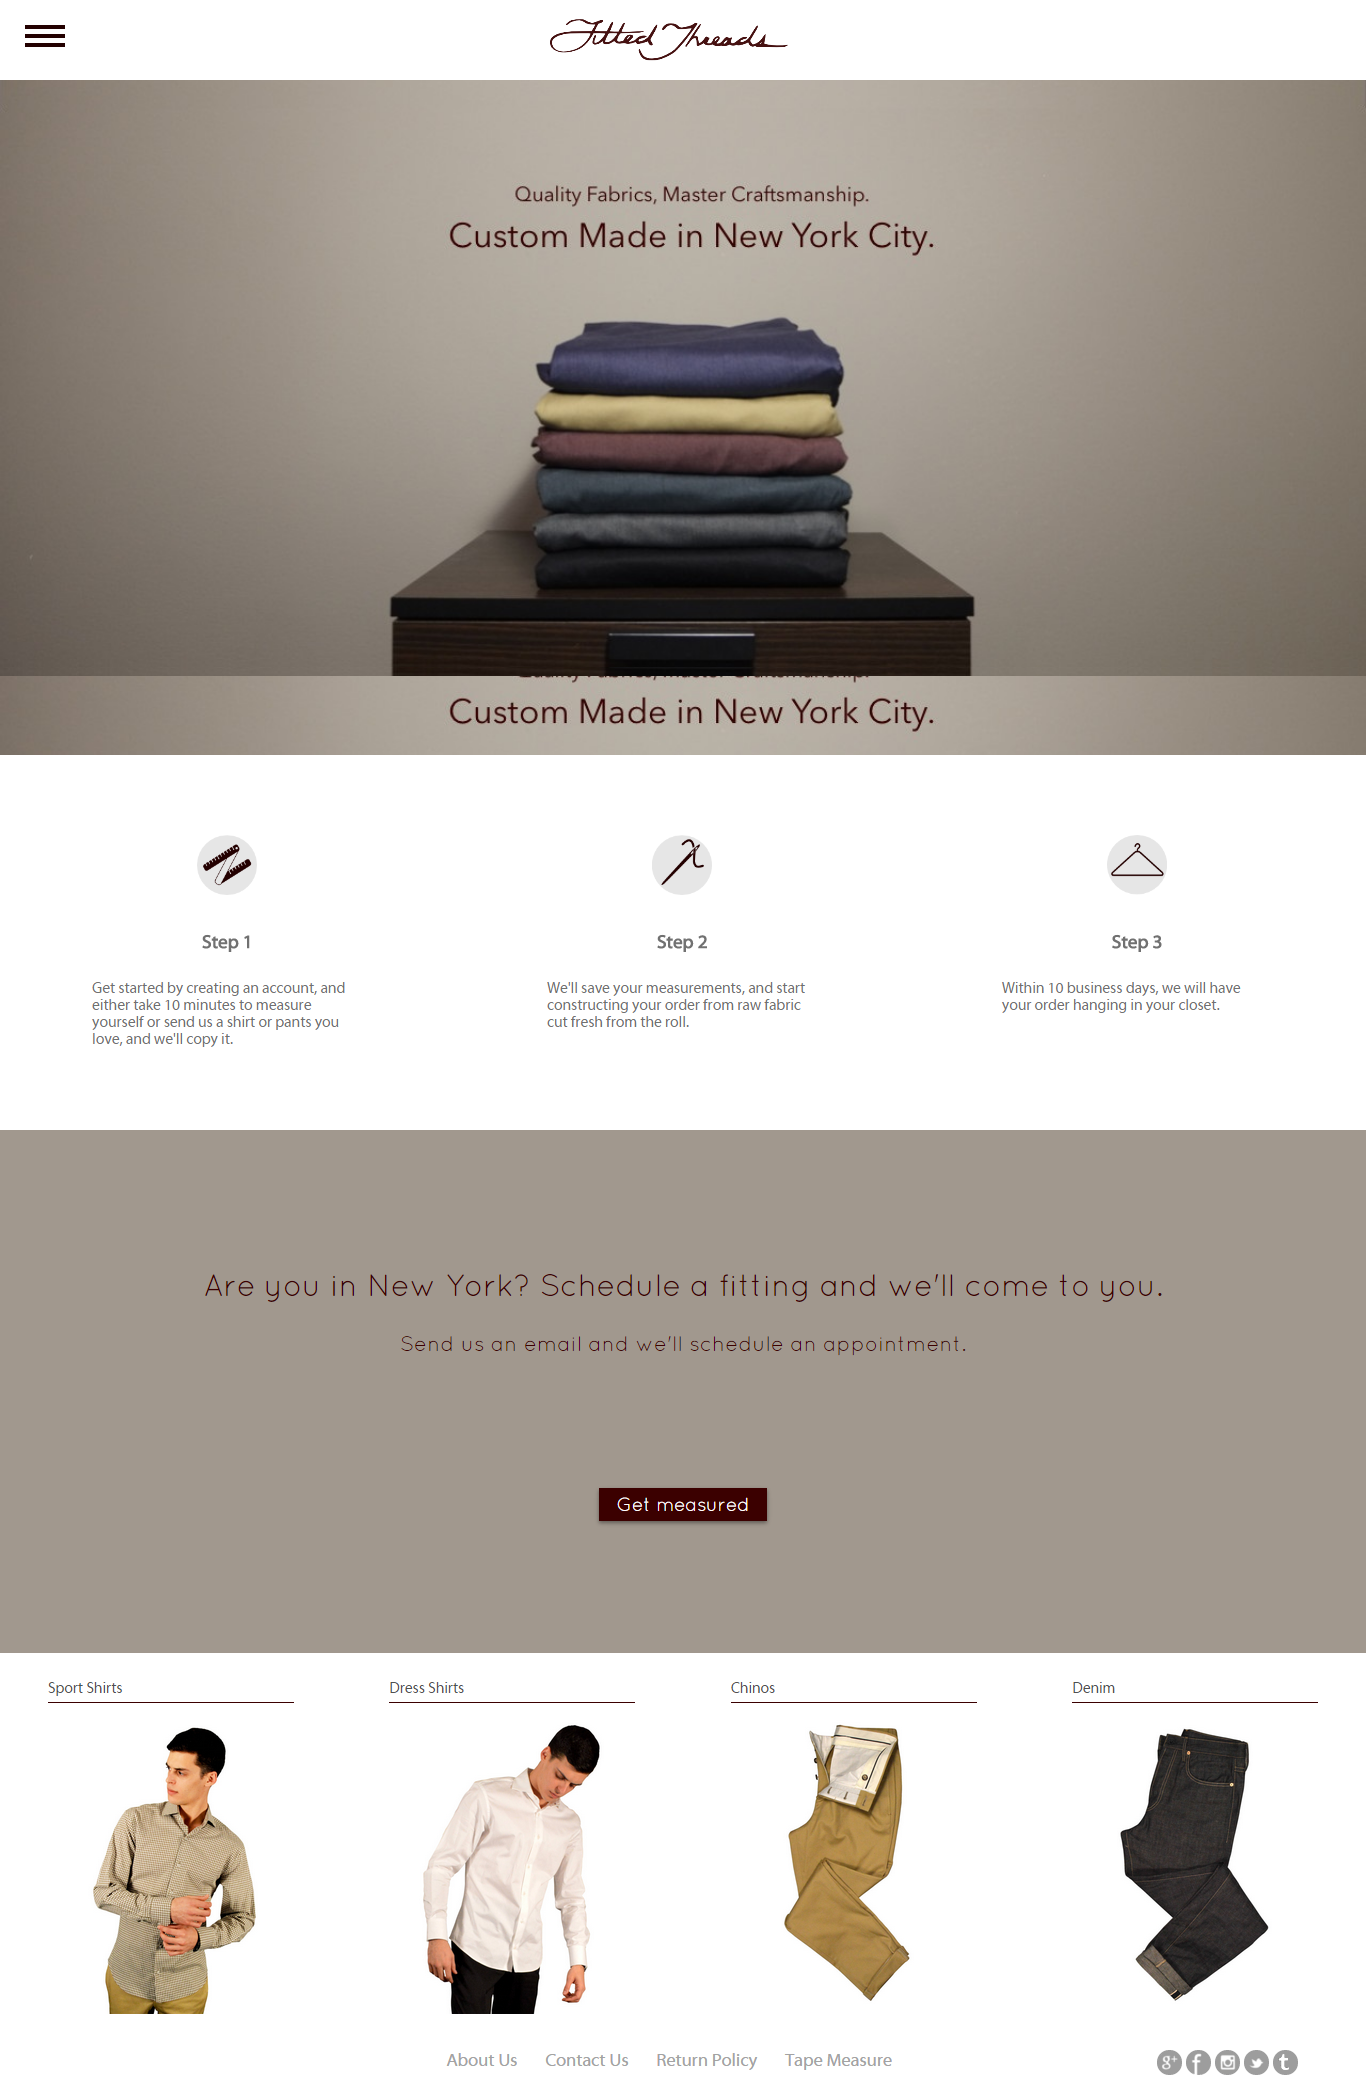 Fitted Threads
Quality Fabrics, Master Craftsmanship.
Custom Made in New York City.
Quality Fabrics, Master Craftsmanship.
Custom Made in New York City.
Step 1
Get started by creating an account, and
either take 10 minutes to measure
yourself or send us a shirt or pants you
love, and we'll copy it.
Step 2
We'll save your measurements, and start
constructing your order from raw fabric
cut fresh from the roll.
Step 3
Within 10 business days, we will have
your order hanging in your closet.
Are you in New York? Schedule a fitting and we'll come to you.
Send us an email and we'll schedule an appointment.
Get measured
Sport Shirts
Dress Shirts
Chinos
Denim
About Us
Contact Us
Return Policy
Tape Measure